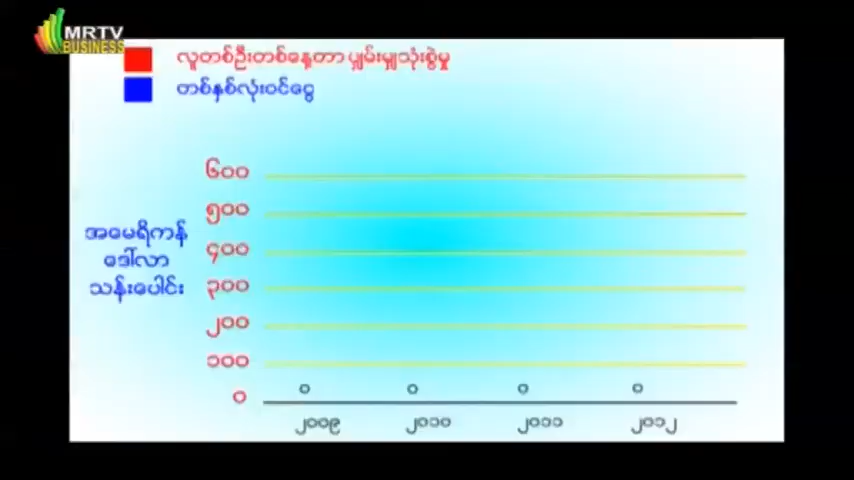 MRTV
BUSINESS
လူတစ်ဦးတစ်နေ့တာ ပျှမ်းမျှသုံးစွဲမှု
တစ်နှစ်လုံးဝင်ငွေ
အမေရိကန်
ဒေါ်လာ
သန်းပေါင်း
၆၀၀
၅၀၀
၄၀၀
၃၀၀
၂၀၀
၁၀၀
၀
၀ ၀ ၀ ၀
၂၀၀၉ ၂၀၁၀ ၂၀၁၁ ၂၀၁၂